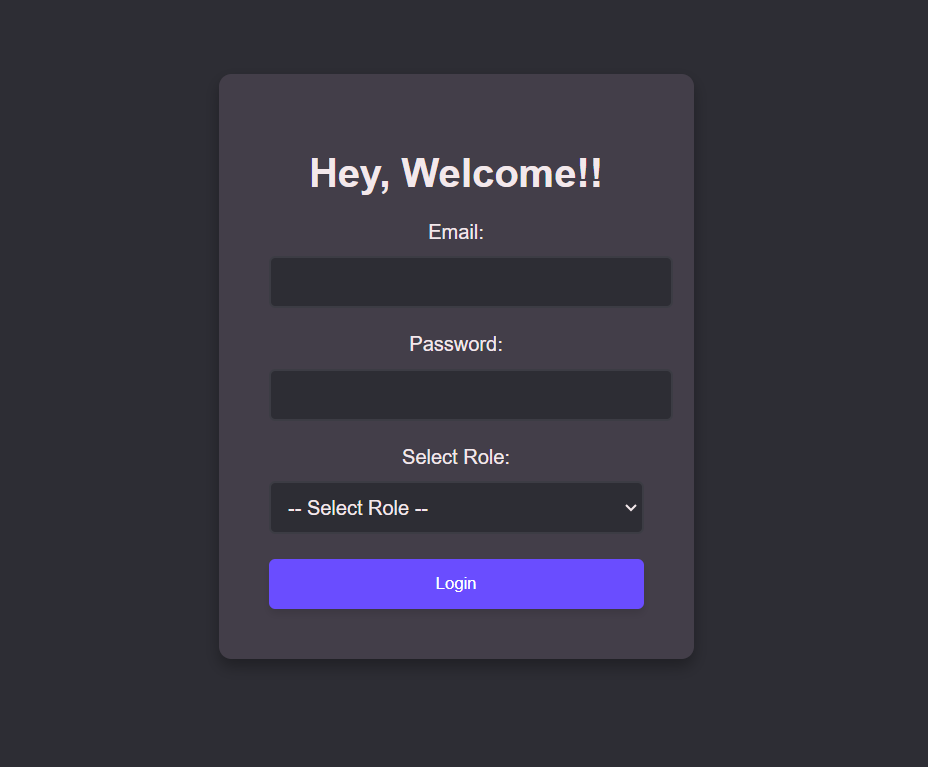 Hey, Welcome!!
Email:
Password:
Select Role:
-- Select Role --
Login